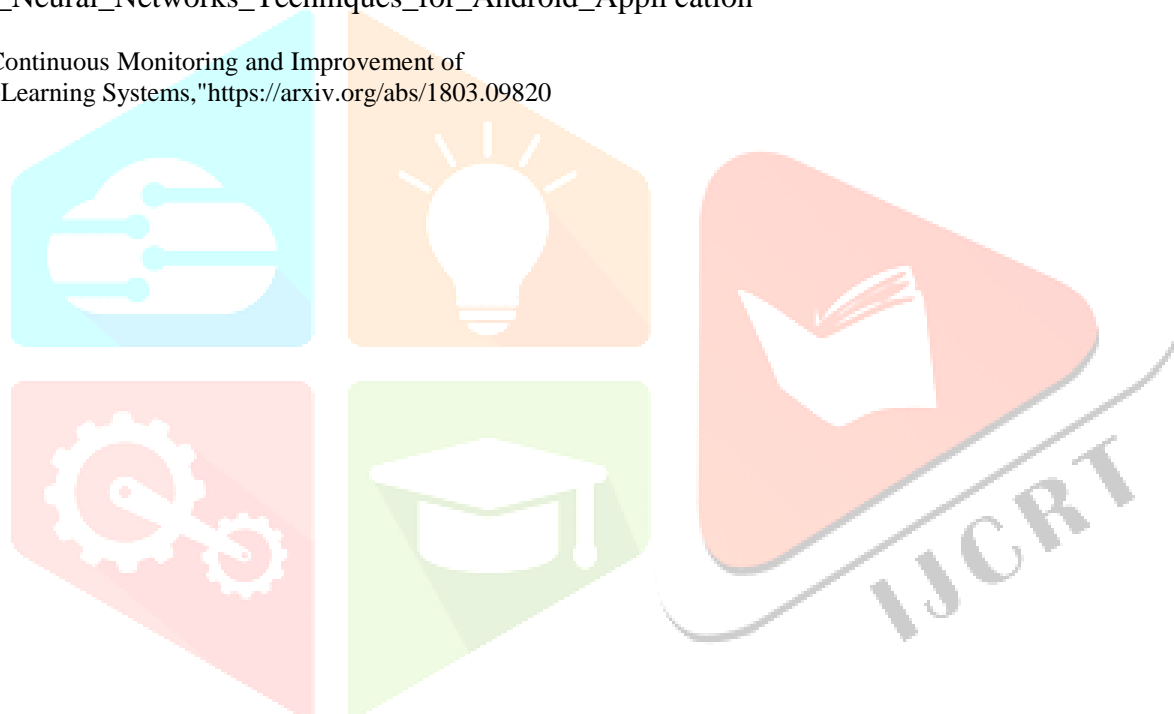 _Neural_Networks_Techniques_for_Android_Appli cation
Continuous Monitoring and Improvement of
Learning Systems,"https://arxiv.org/abs/1803.09820
IJCRT